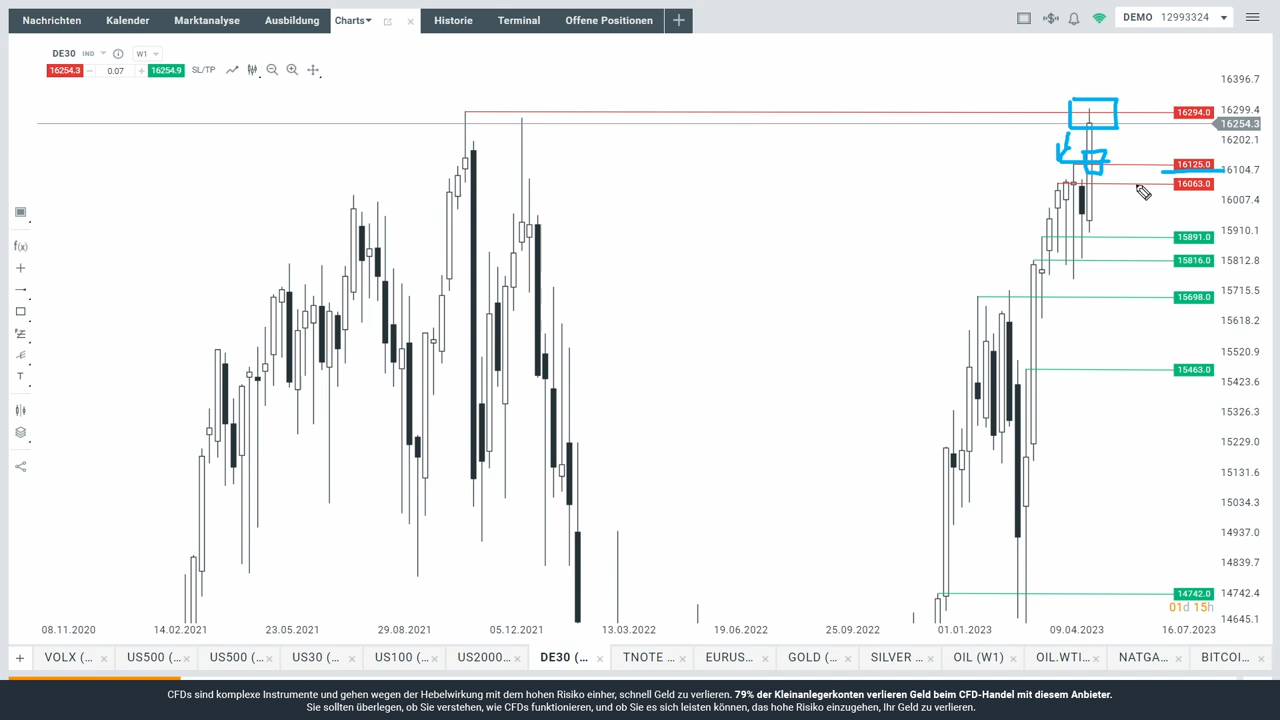 Nachrichten Kalender Marktanalyse Ausbildung Charts Historie Terminal Offene Positionen DEMO 12993324
DE30 IND W1
16254.3 0.07 16254.9 SL/TP
16396.7
16299.4
16294.0
16254.3
16202.1
16125.0
16104.7
16063.0
16007.4
15910.1
15891.0
15816.0
15812.8
15715.5
15698.0
15618.2
15520.9
15463.0
15423.6
15326.3
15229.0
15131.6
15034.3
14937.0
14839.7
14742.0
14742.4
01d 15h
14645.1
f(x)
T
08.11.2020 14.02.2021 23.05.2021 29.08.2021 05.12.2021 13.03.2022 19.06.2022 25.09.2022 01.01.2023 09.04.2023 16.07.2023
VOLX (... US500 (... US500 (... US30 (... US100 (... US2000... DE30 (... TNOTE ... EURUS... GOLD (... SILVER ... OIL (W1) OIL.WTI... NATGA... BITCOI...
CFDs sind komplexe Instrumente und gehen wegen der Hebelwirkung mit dem hohen Risiko einher, schnell Geld zu verlieren. 79% der Kleinanlegerkonten verlieren Geld beim CFD-Handel mit diesem Anbieter.
Sie sollten überlegen, ob Sie verstehen, wie CFDs funktionieren, und ob Sie es sich leisten können, das hohe Risiko einzugehen, Ihr Geld zu verlieren.